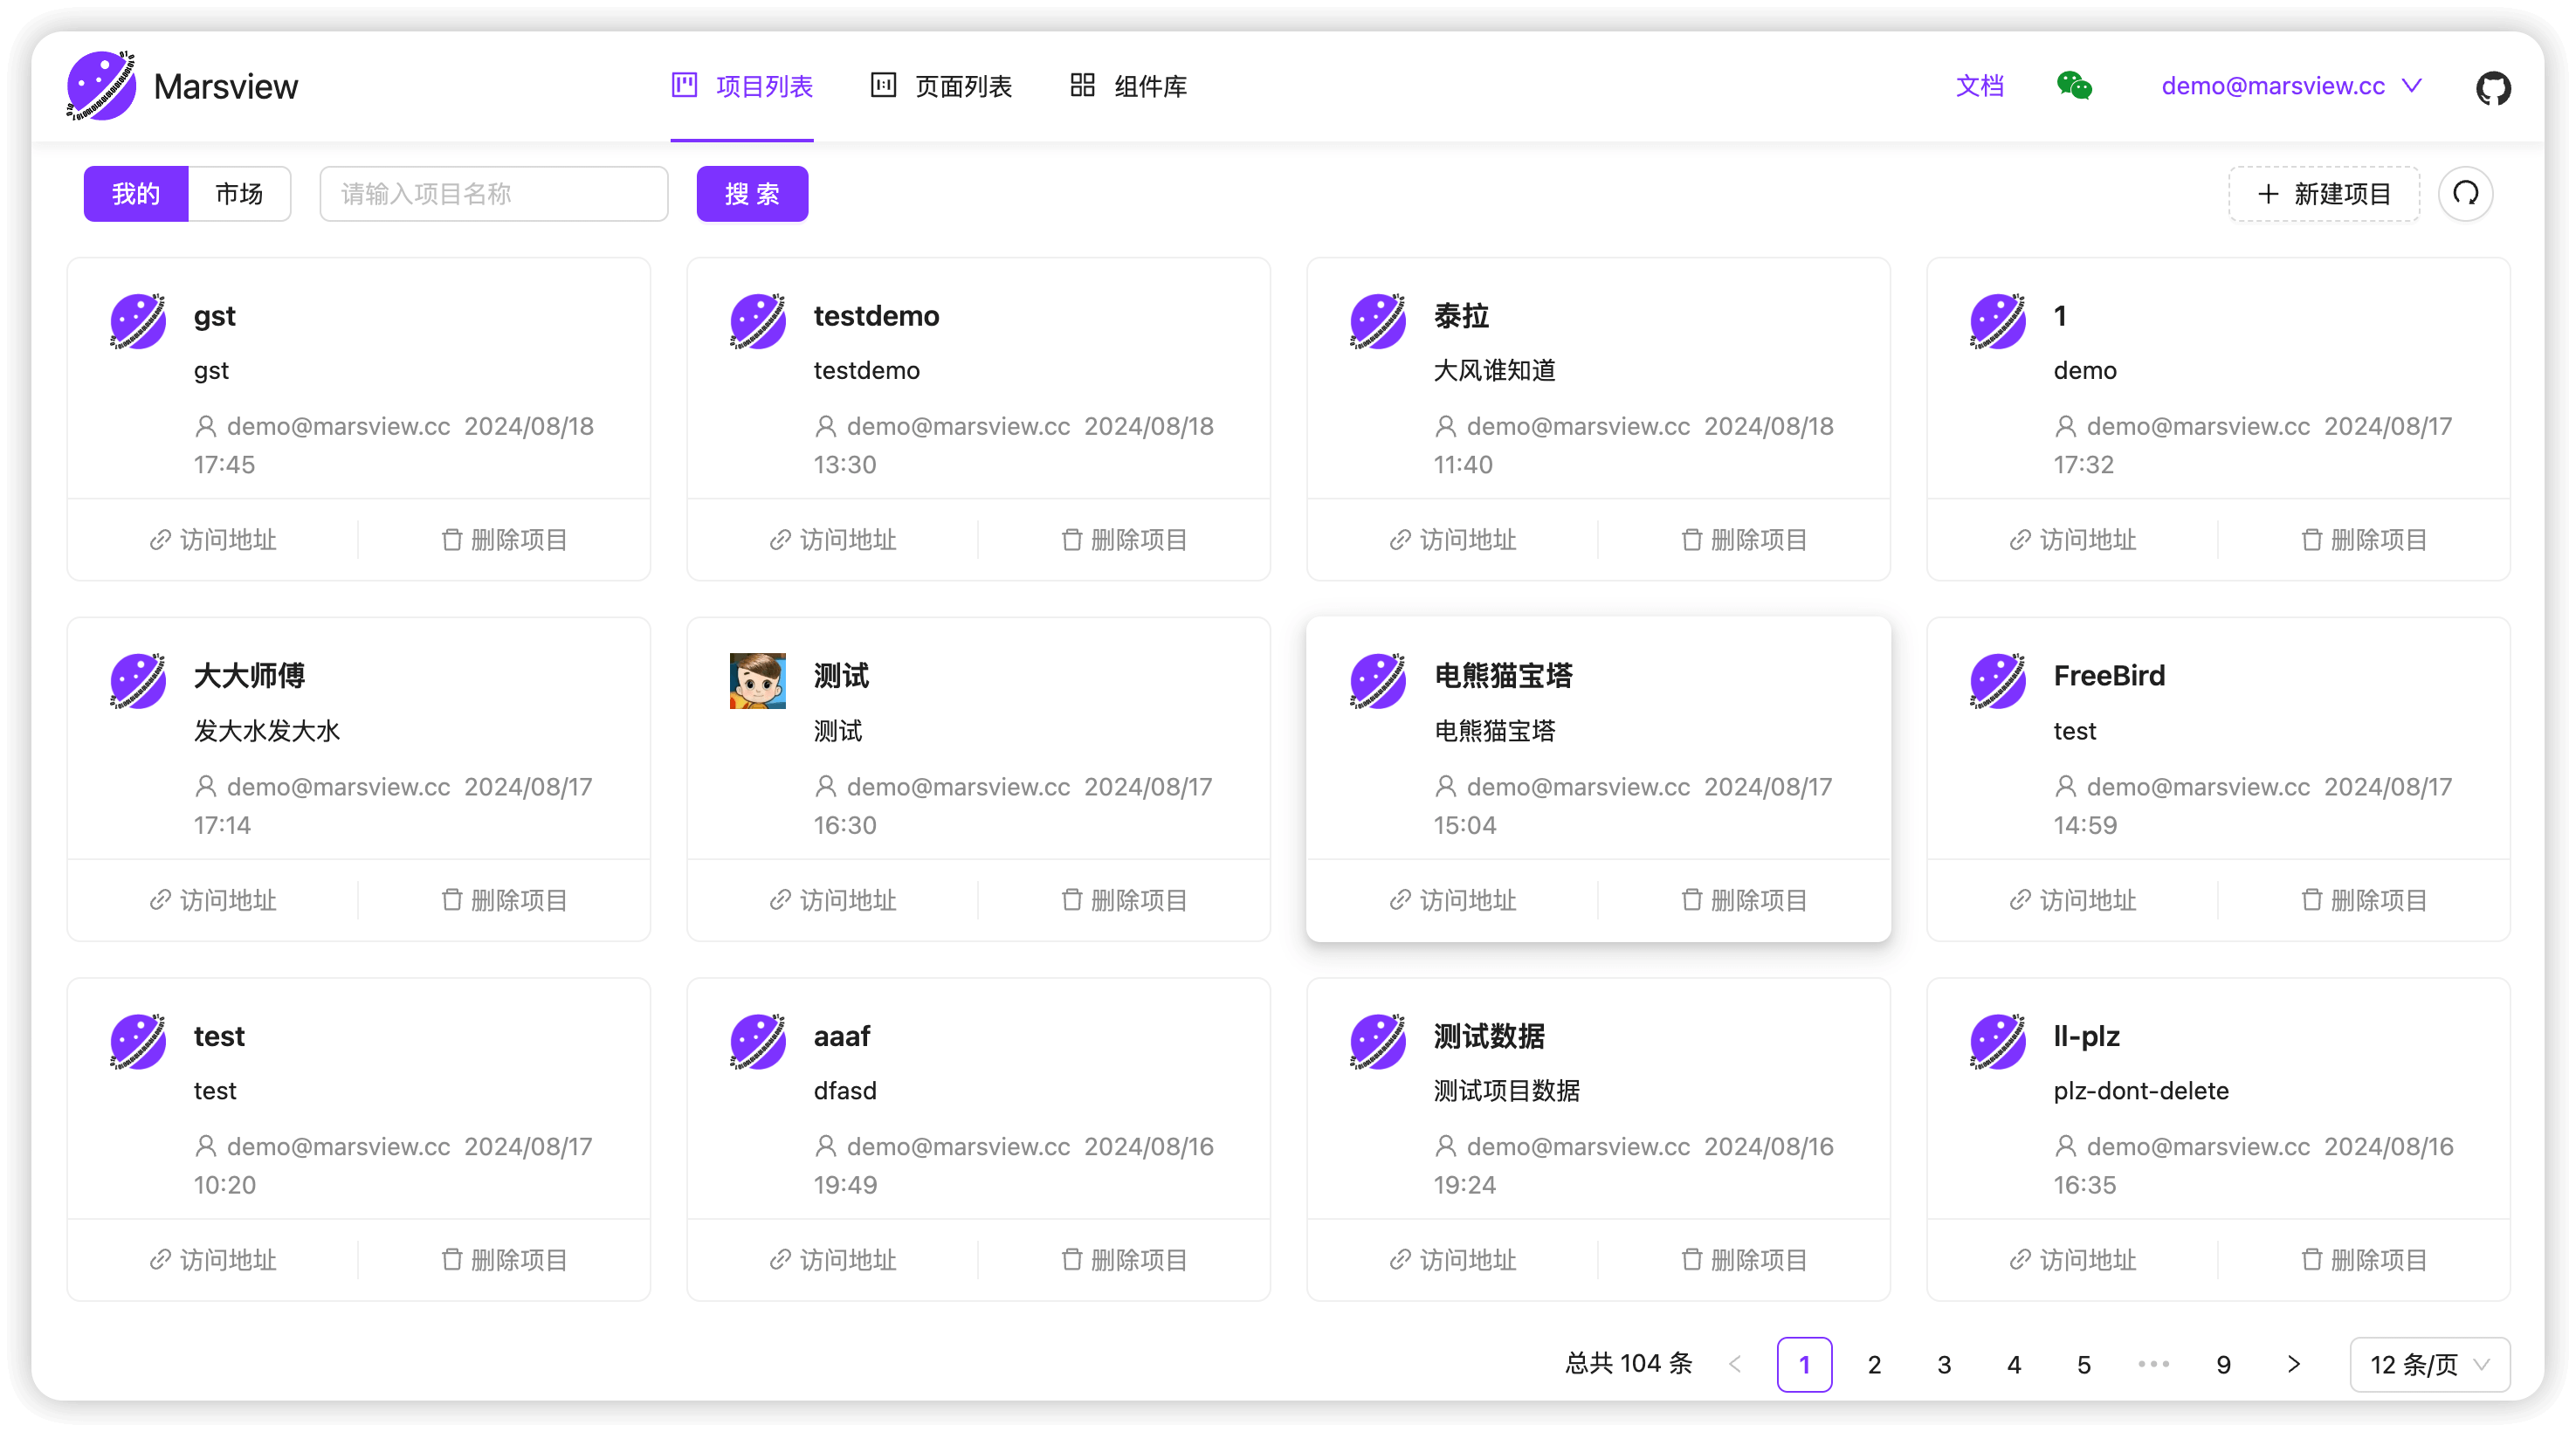 Marsview
项目列表
页面列表
组件库
文档
demo@marsview.cc
我的
市场
请输入项目名称
搜 索
新建项目
gst
gst
demo@marsview.cc 2024/08/18
17:45
访问地址
删除项目
testdemo
testdemo
demo@marsview.cc 2024/08/18
13:30
访问地址
删除项目
泰拉
大风谁知道
demo@marsview.cc 2024/08/18
11:40
访问地址
删除项目
1
demo
demo@marsview.cc 2024/08/17
17:32
访问地址
删除项目
大大师傅
发大水发大水
demo@marsview.cc 2024/08/17
17:14
访问地址
删除项目
测试
测试
demo@marsview.cc 2024/08/17
16:30
访问地址
删除项目
电熊猫宝塔
电熊猫宝塔
demo@marsview.cc 2024/08/17
15:04
访问地址
删除项目
FreeBird
test
demo@marsview.cc 2024/08/17
14:59
访问地址
删除项目
test
test
demo@marsview.cc 2024/08/17
10:20
访问地址
删除项目
aaaf
dfasd
demo@marsview.cc 2024/08/16
19:49
访问地址
删除项目
测试数据
测试项目数据
demo@marsview.cc 2024/08/16
19:24
访问地址
删除项目
ll-plz
plz-dont-delete
demo@marsview.cc 2024/08/16
16:35
访问地址
删除项目
总共 104 条 1 2 3 4 5 ••• 9 12 条/页